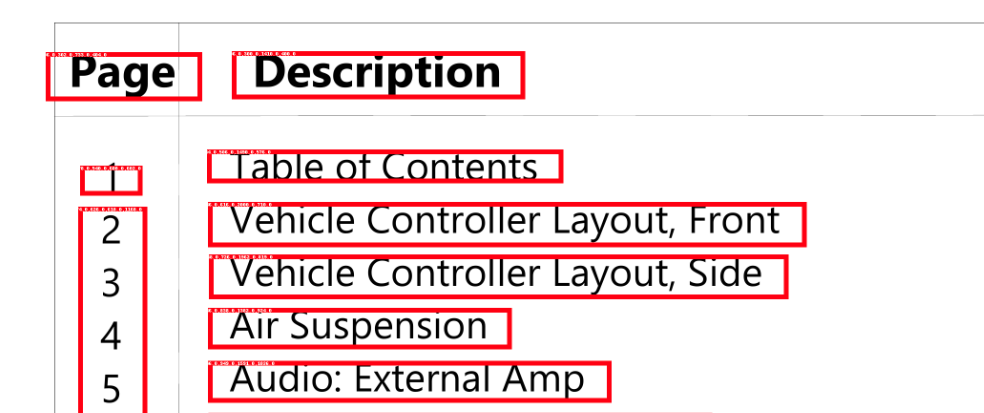 Page Description
1 Table of Contents
2 Vehicle Controller Layout, Front
3 Vehicle Controller Layout, Side
4 Air Suspension
5 Audio: External Amp